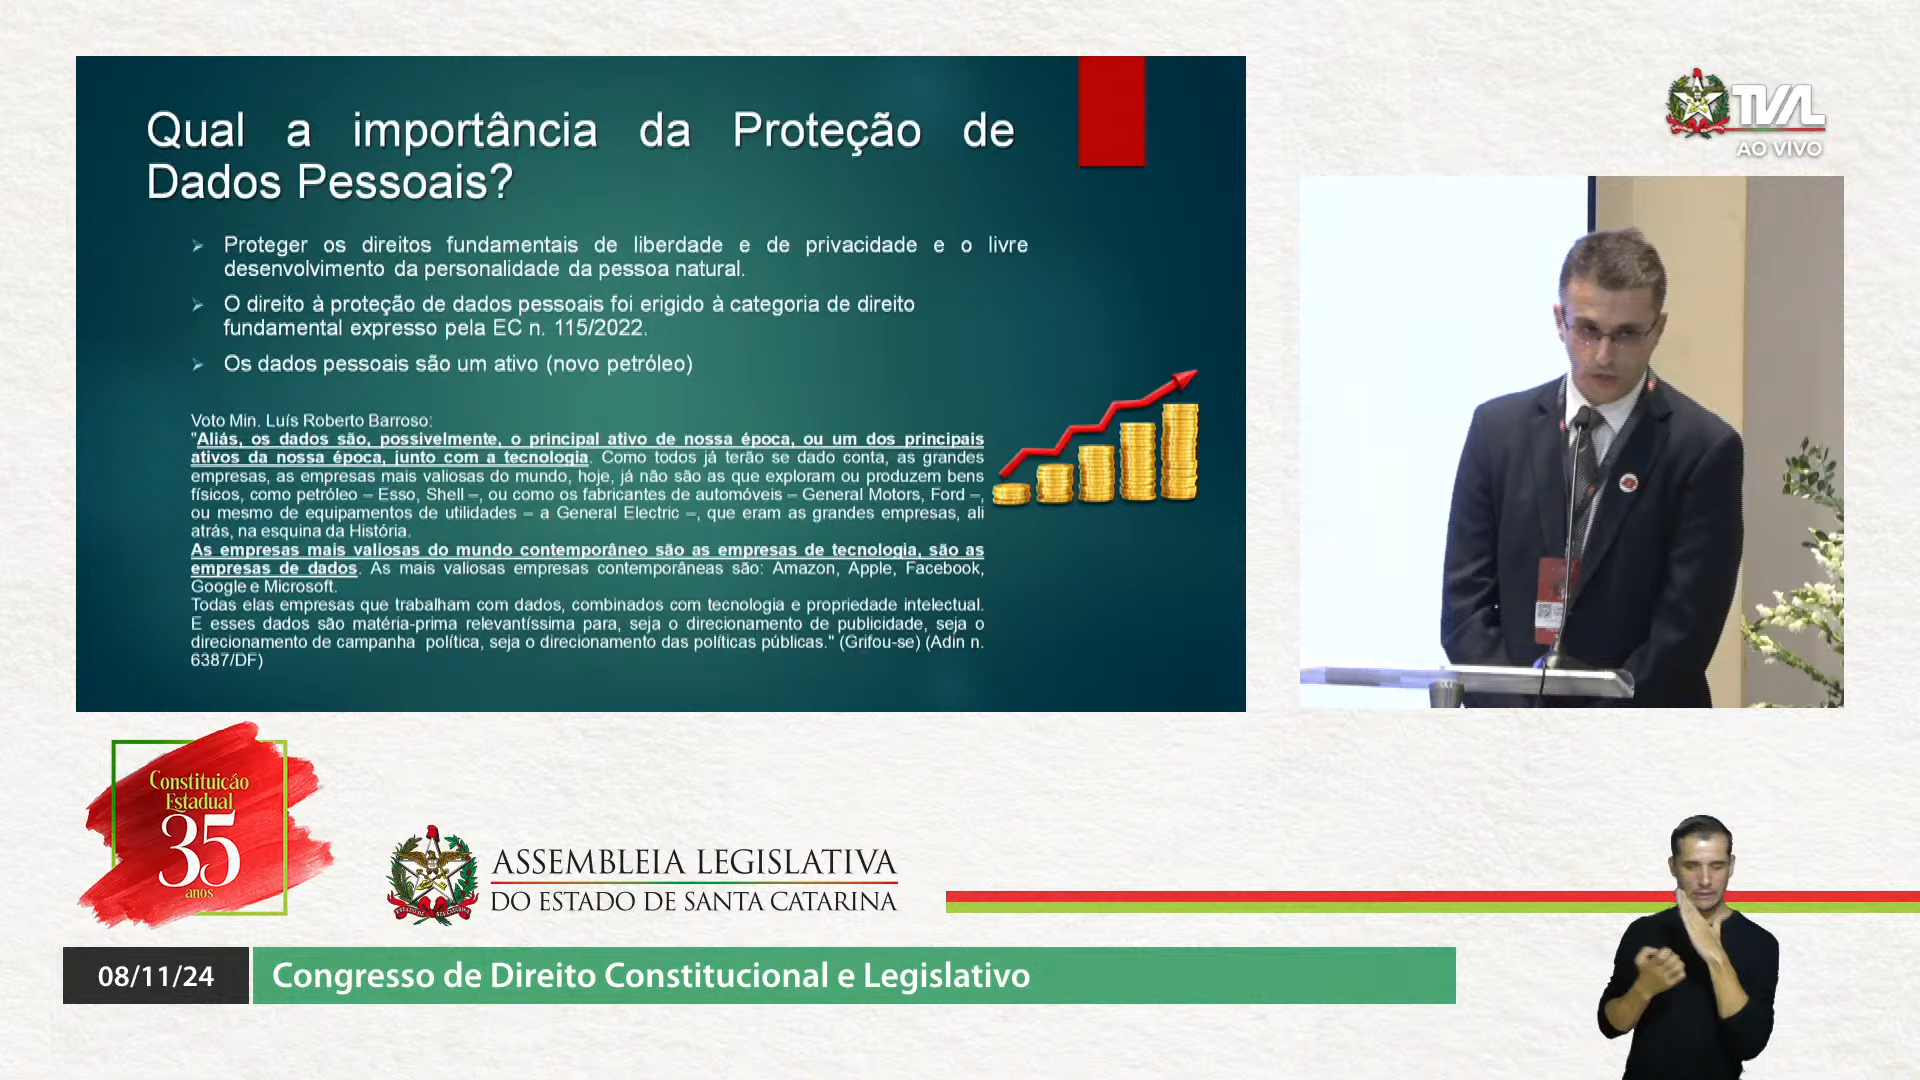 Qual a importância da Proteção de
Dados Pessoais?
Proteger os direitos fundamentais de liberdade e de privacidade e o livre
desenvolvimento da personalidade da pessoa natural.
O direito à proteção de dados pessoais foi erigido à categoria de direito
fundamental expresso pela EC n. 115/2022.
Os dados pessoais são um ativo (novo petróleo)
Voto Min. Luís Roberto Barroso:
"Aliás, os dados são, possivelmente, o principal ativo de nossa época, ou um dos principais
ativos da nossa época, junto com a tecnologia. Como todos já terão se dado conta, as grandes
empresas, as empresas mais valiosas do mundo, hoje, já não são as que exploram ou produzem bens
físicos, como petróleo – Esso, Shell –, ou como os fabricantes de automóveis – General Motors, Ford –,
ou mesmo de equipamentos de utilidades – a General Electric –, que eram as grandes empresas, ali
atrás, na esquina da História.
As empresas mais valiosas do mundo contemporâneo são as empresas de tecnologia, são as
empresas de dados. As mais valiosas empresas contemporâneas são: Amazon, Apple, Facebook,
Google e Microsoft.
Todas elas empresas que trabalham com dados, combinados com tecnologia e propriedade intelectual.
E esses dados são matéria-prima relevantíssima para, seja o direcionamento de publicidade, seja o
direcionamento de campanha política, seja o direcionamento das políticas públicas." (Grifou-se) (Adin n.
6387/DF)
TVAL
AO VIVO
Constituição
Estadual
35
anos
ASSEMBLEIA LEGISLATIVA
DO ESTADO DE SANTA CATARINA
08/11/24
Congresso de Direito Constitucional e Legislativo